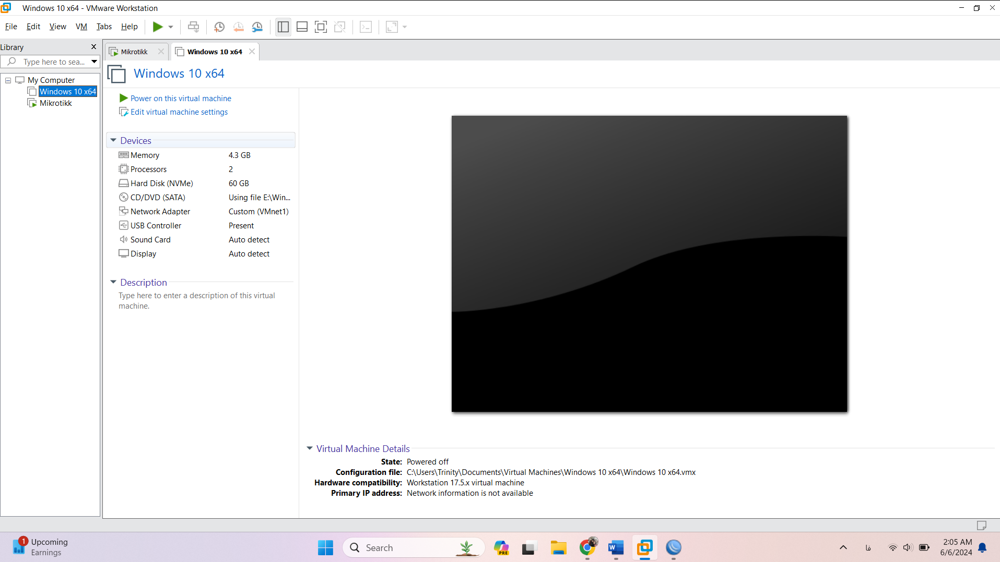 Windows 10 x64 - VMware Workstation
File Edit View VM Tabs Help
Library
Mikrotikk
Windows 10 x64
Type here to sea...
Windows 10 x64
My Computer
Windows 10 x64
Mikrotikk
Power on this virtual machine
Edit virtual machine settings
Devices
Memory 4.3 GB
Processors 2
Hard Disk (NVMe) 60 GB
CD/DVD (SATA) Using file E:\Win...
Network Adapter Custom (VMnet1)
USB Controller Present
Sound Card Auto detect
Display Auto detect
Description
Type here to enter a description of this virtual
machine.
Virtual Machine Details
State: Powered off
Configuration file: C:\Users\Trinity\Documents\Virtual Machines\Windows 10 x64\Windows 10 x64.vmx
Hardware compatibility: Workstation 17.5.x virtual machine
Primary IP address: Network information is not available
1
Upcoming
Earnings
Search
PRE
W
فا
2:05 AM
6/6/2024